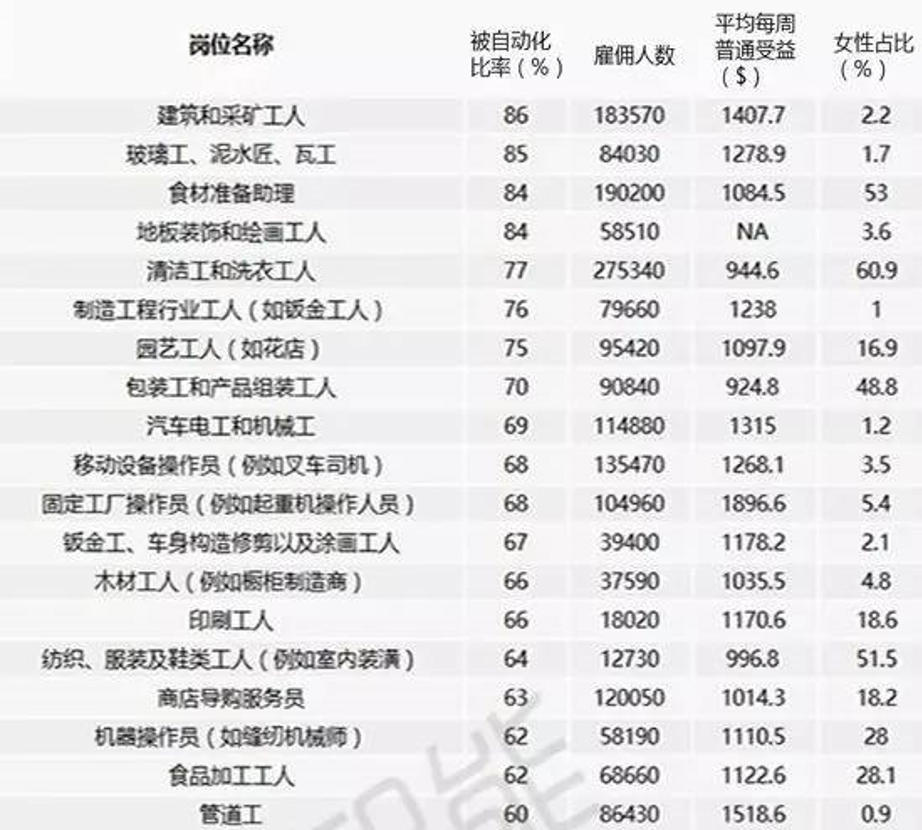 岗位名称 被自动化比率（%） 雇佣人数 平均每周普通受益（$） 女性占比（%）
建筑和采矿工人 86 183570 1407.7 2.2
玻璃工、泥水匠、瓦工 85 84030 1278.9 1.7
食材准备助理 84 190200 1084.5 53
地板装饰和绘画工人 84 58510 NA 3.6
清洁工和洗衣工人 77 275340 944.6 60.9
制造工程行业工人（如钣金工人） 76 79660 1238 1
园艺工人（如花店） 75 95420 1097.9 16.9
包装工和产品组装工人 70 90840 924.8 48.8
汽车电工和机械工 69 114880 1315 1.2
移动设备操作员（例如叉车司机） 68 135470 1268.1 3.5
固定工厂操作员（例如起重机操作人员） 68 104960 1896.6 5.4
钣金工、车身构造修剪以及涂画工人 67 39400 1178.2 2.1
木材工人（例如橱柜制造商） 66 37590 1035.5 4.8
印刷工人 66 18020 1170.6 18.6
纺织、服装及鞋类工人（例如室内装潢） 64 12730 996.8 51.5
商店导购服务员 63 120050 1014.3 18.2
机器操作员（如缝纫机械师） 62 58190 1110.5 28
食品加工工人 62 68660 1122.6 28.1
管道工 60 86430 1518.6 0.9